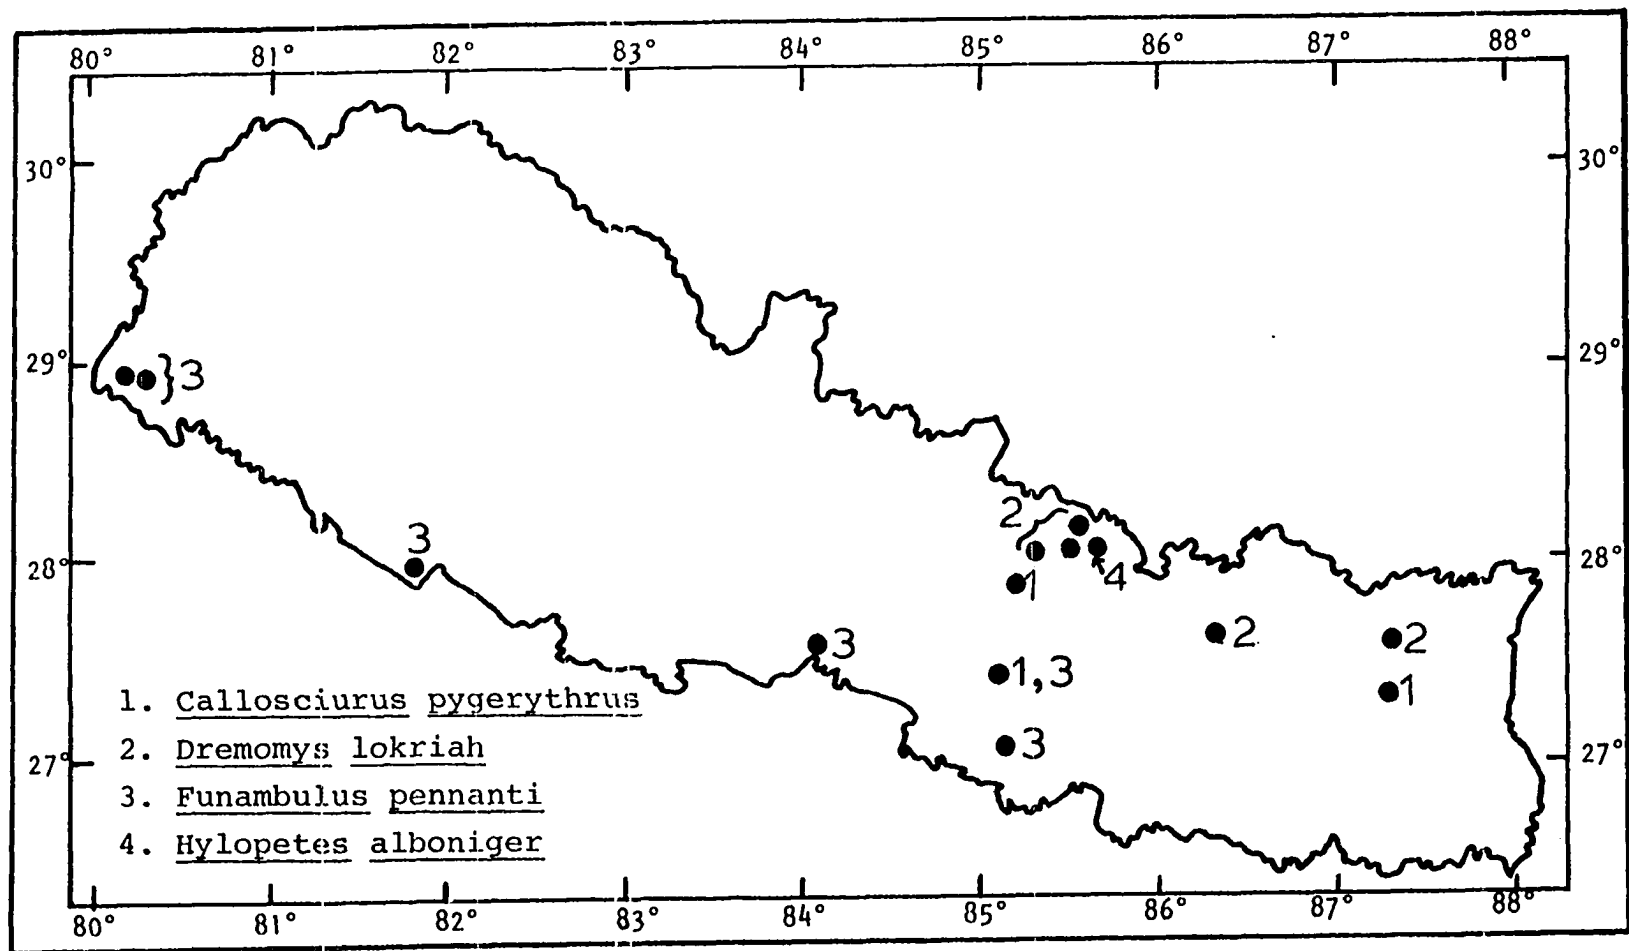 80° 81° 82° 83° 84° 85° 86° 87° 88°
30° 30°
29° 29°
3
2
3
28° 28°
4
1
3
2
2
1,3
1
3
27° 27°
1. Callosciurus pygerythrus
2. Dremomys lokriah
3. Funambulus pennanti
4. Hylopetes alboniger
80° 81° 82° 83° 84° 85° 86° 87° 88°